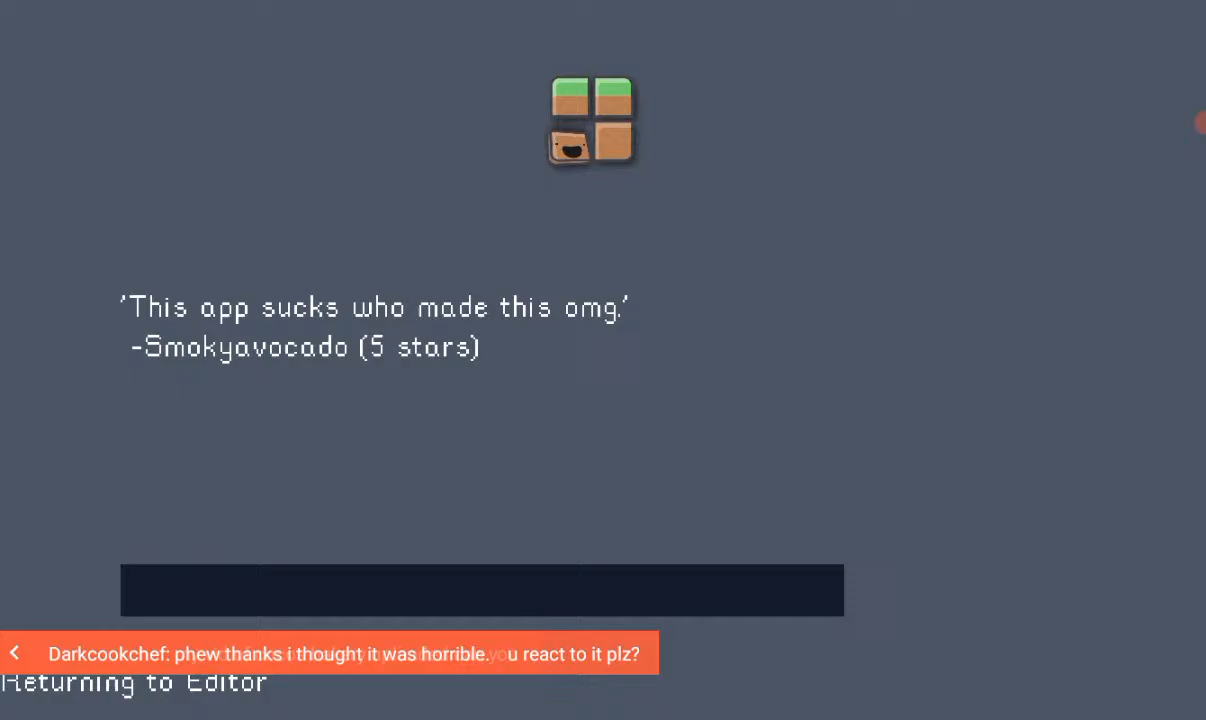 'This app sucks who made this omg.'
-Smokyavocado (5 stars)
Darkcookchef: phew thanks i thought it was horrible. u react to it plz?
Returning to Editor